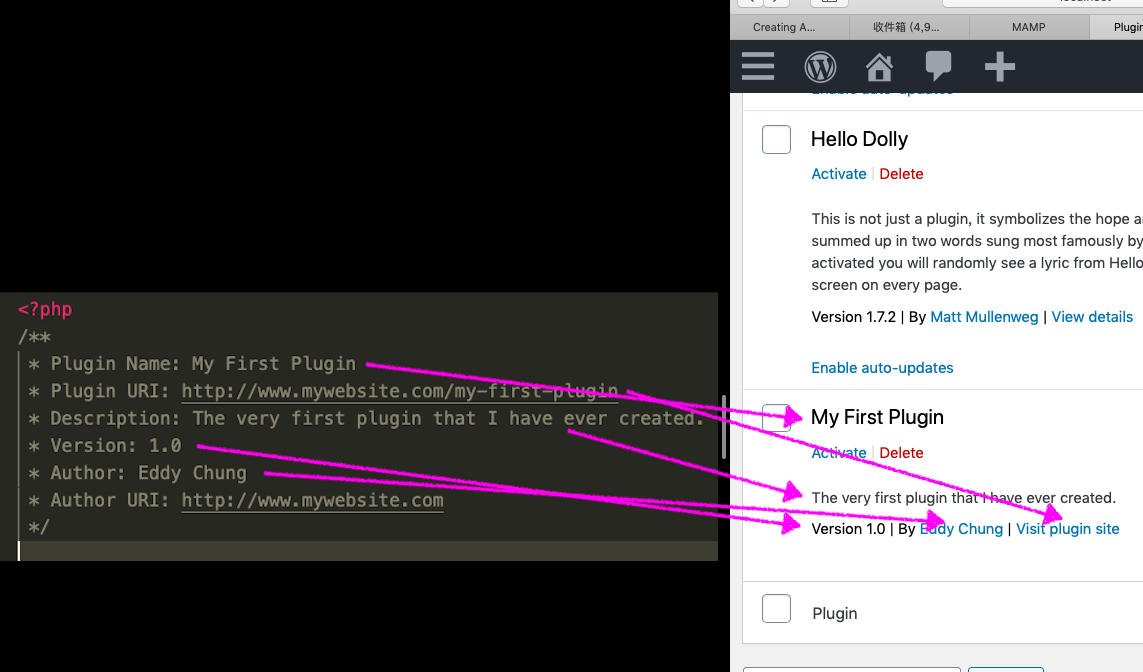 <?php
/**
* Plugin Name: My First Plugin
* Plugin URI: http://www.mywebsite.com/my-first-plugin
* Description: The very first plugin that I have ever created.
* Version: 1.0
* Author: Eddy Chung
* Author URI: http://www.mywebsite.com
*/
Creating A...
收件箱 (4,9...
MAMP
Plugin
Enable auto-updates
Hello Dolly
Activate | Delete
This is not just a plugin, it symbolizes the hope a
summed up in two words sung most famously by
activated you will randomly see a lyric from Hello
screen on every page.
Version 1.7.2 | By Matt Mullenweg | View details
Enable auto-updates
My First Plugin
Activate | Delete
The very first plugin that I have ever created.
Version 1.0 | By Eddy Chung | Visit plugin site
Plugin